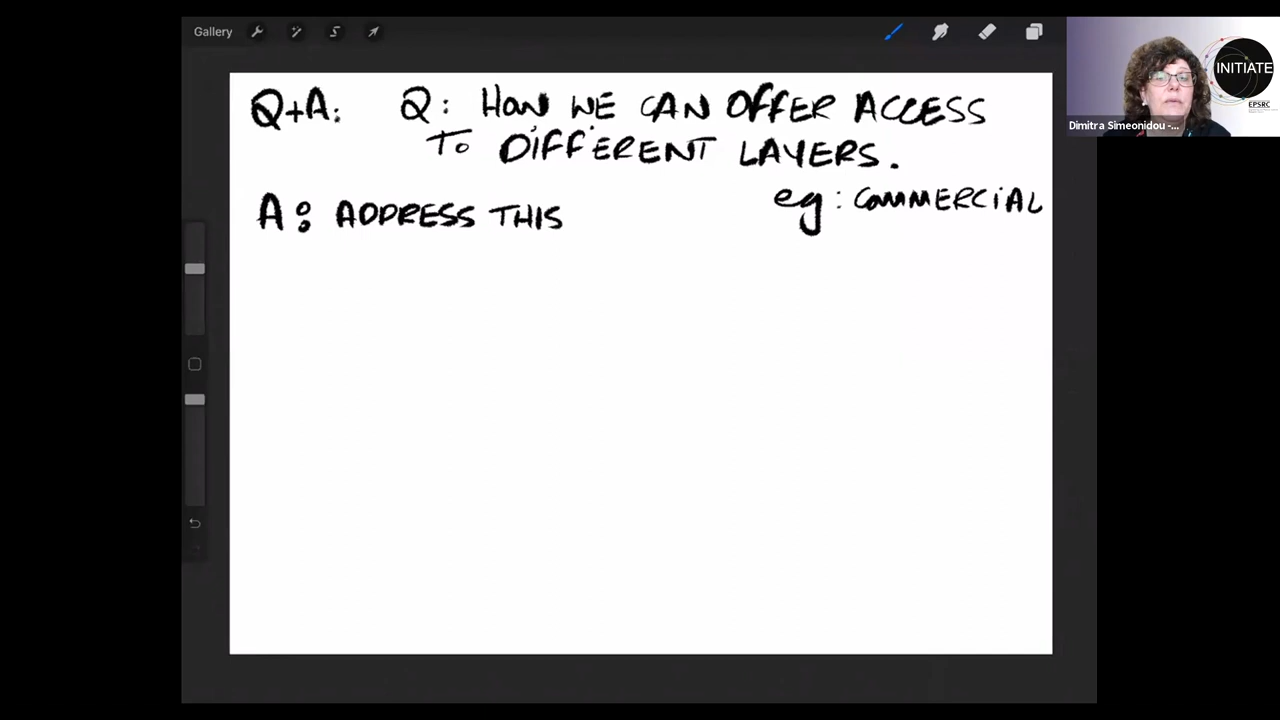 Gallery
INITIATE
EPSRC
Dimitra Simeonidou -...
Q+A: Q: HOW WE CAN OFFER ACCESS
TO DIFFERENT LAYERS.
eg: COMMERCIAL
A: ADDRESS THIS